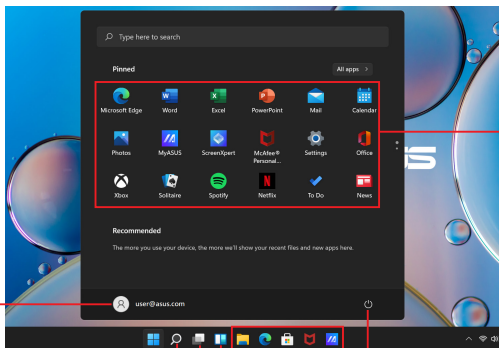 Type here to search
Pinned
All apps >
Microsoft Edge Word Excel PowerPoint Mail Calendar
Photos MyASUS ScreenXpert McAfee® Personal... Settings Office
Xbox Solitaire Spotify Netflix To Do News
Recommended
The more you use your device, the more we'll show your recent files and new apps here.
user@asus.com